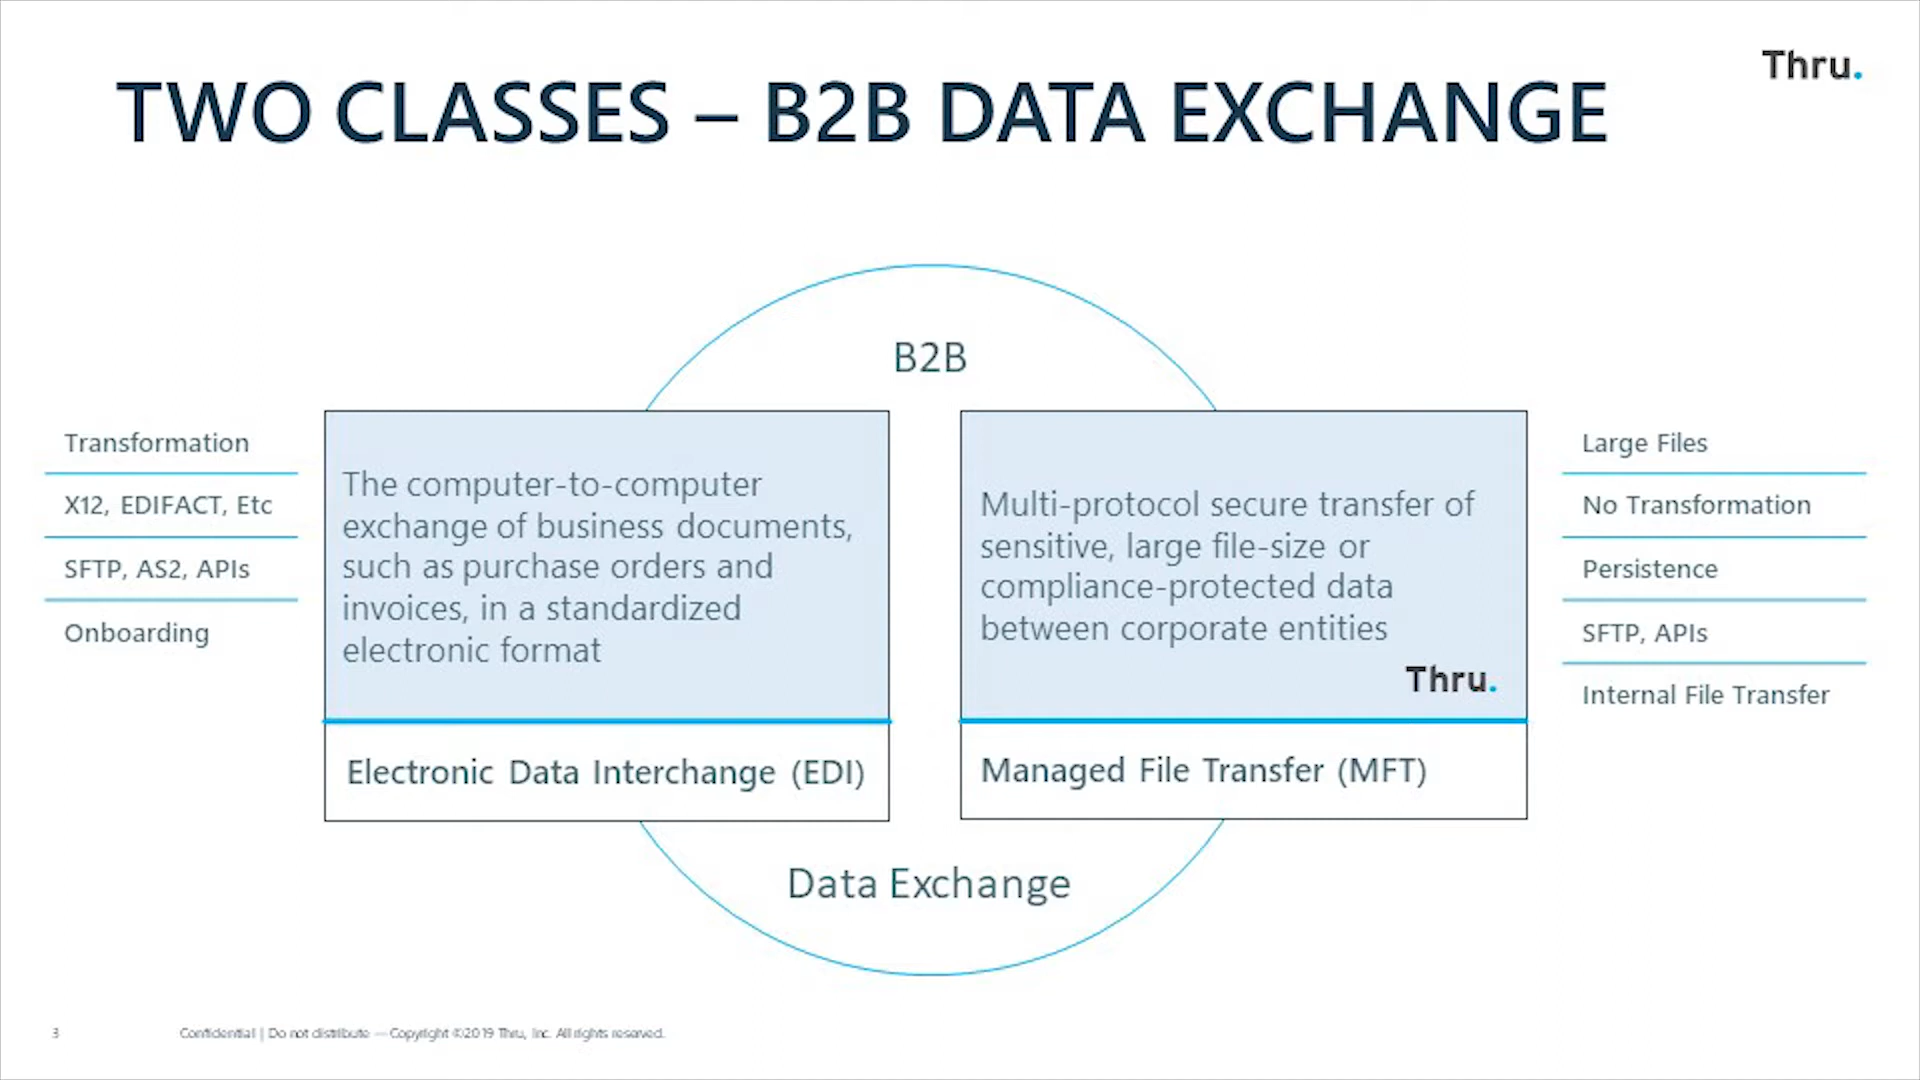 Thru.
TWO CLASSES – B2B DATA EXCHANGE
B2B
Transformation
X12, EDIFACT, Etc
SFTP, AS2, APIs
Onboarding
The computer-to-computer
exchange of business documents,
such as purchase orders and
invoices, in a standardized
electronic format
Electronic Data Interchange (EDI)
Multi-protocol secure transfer of
sensitive, large file-size or
compliance-protected data
between corporate entities
Thru.
Managed File Transfer (MFT)
Large Files
No Transformation
Persistence
SFTP, APIs
Internal File Transfer
Data Exchange
3
Confidential | Do not distribute — Copyright ©2019 Thru, Inc. All rights reserved.